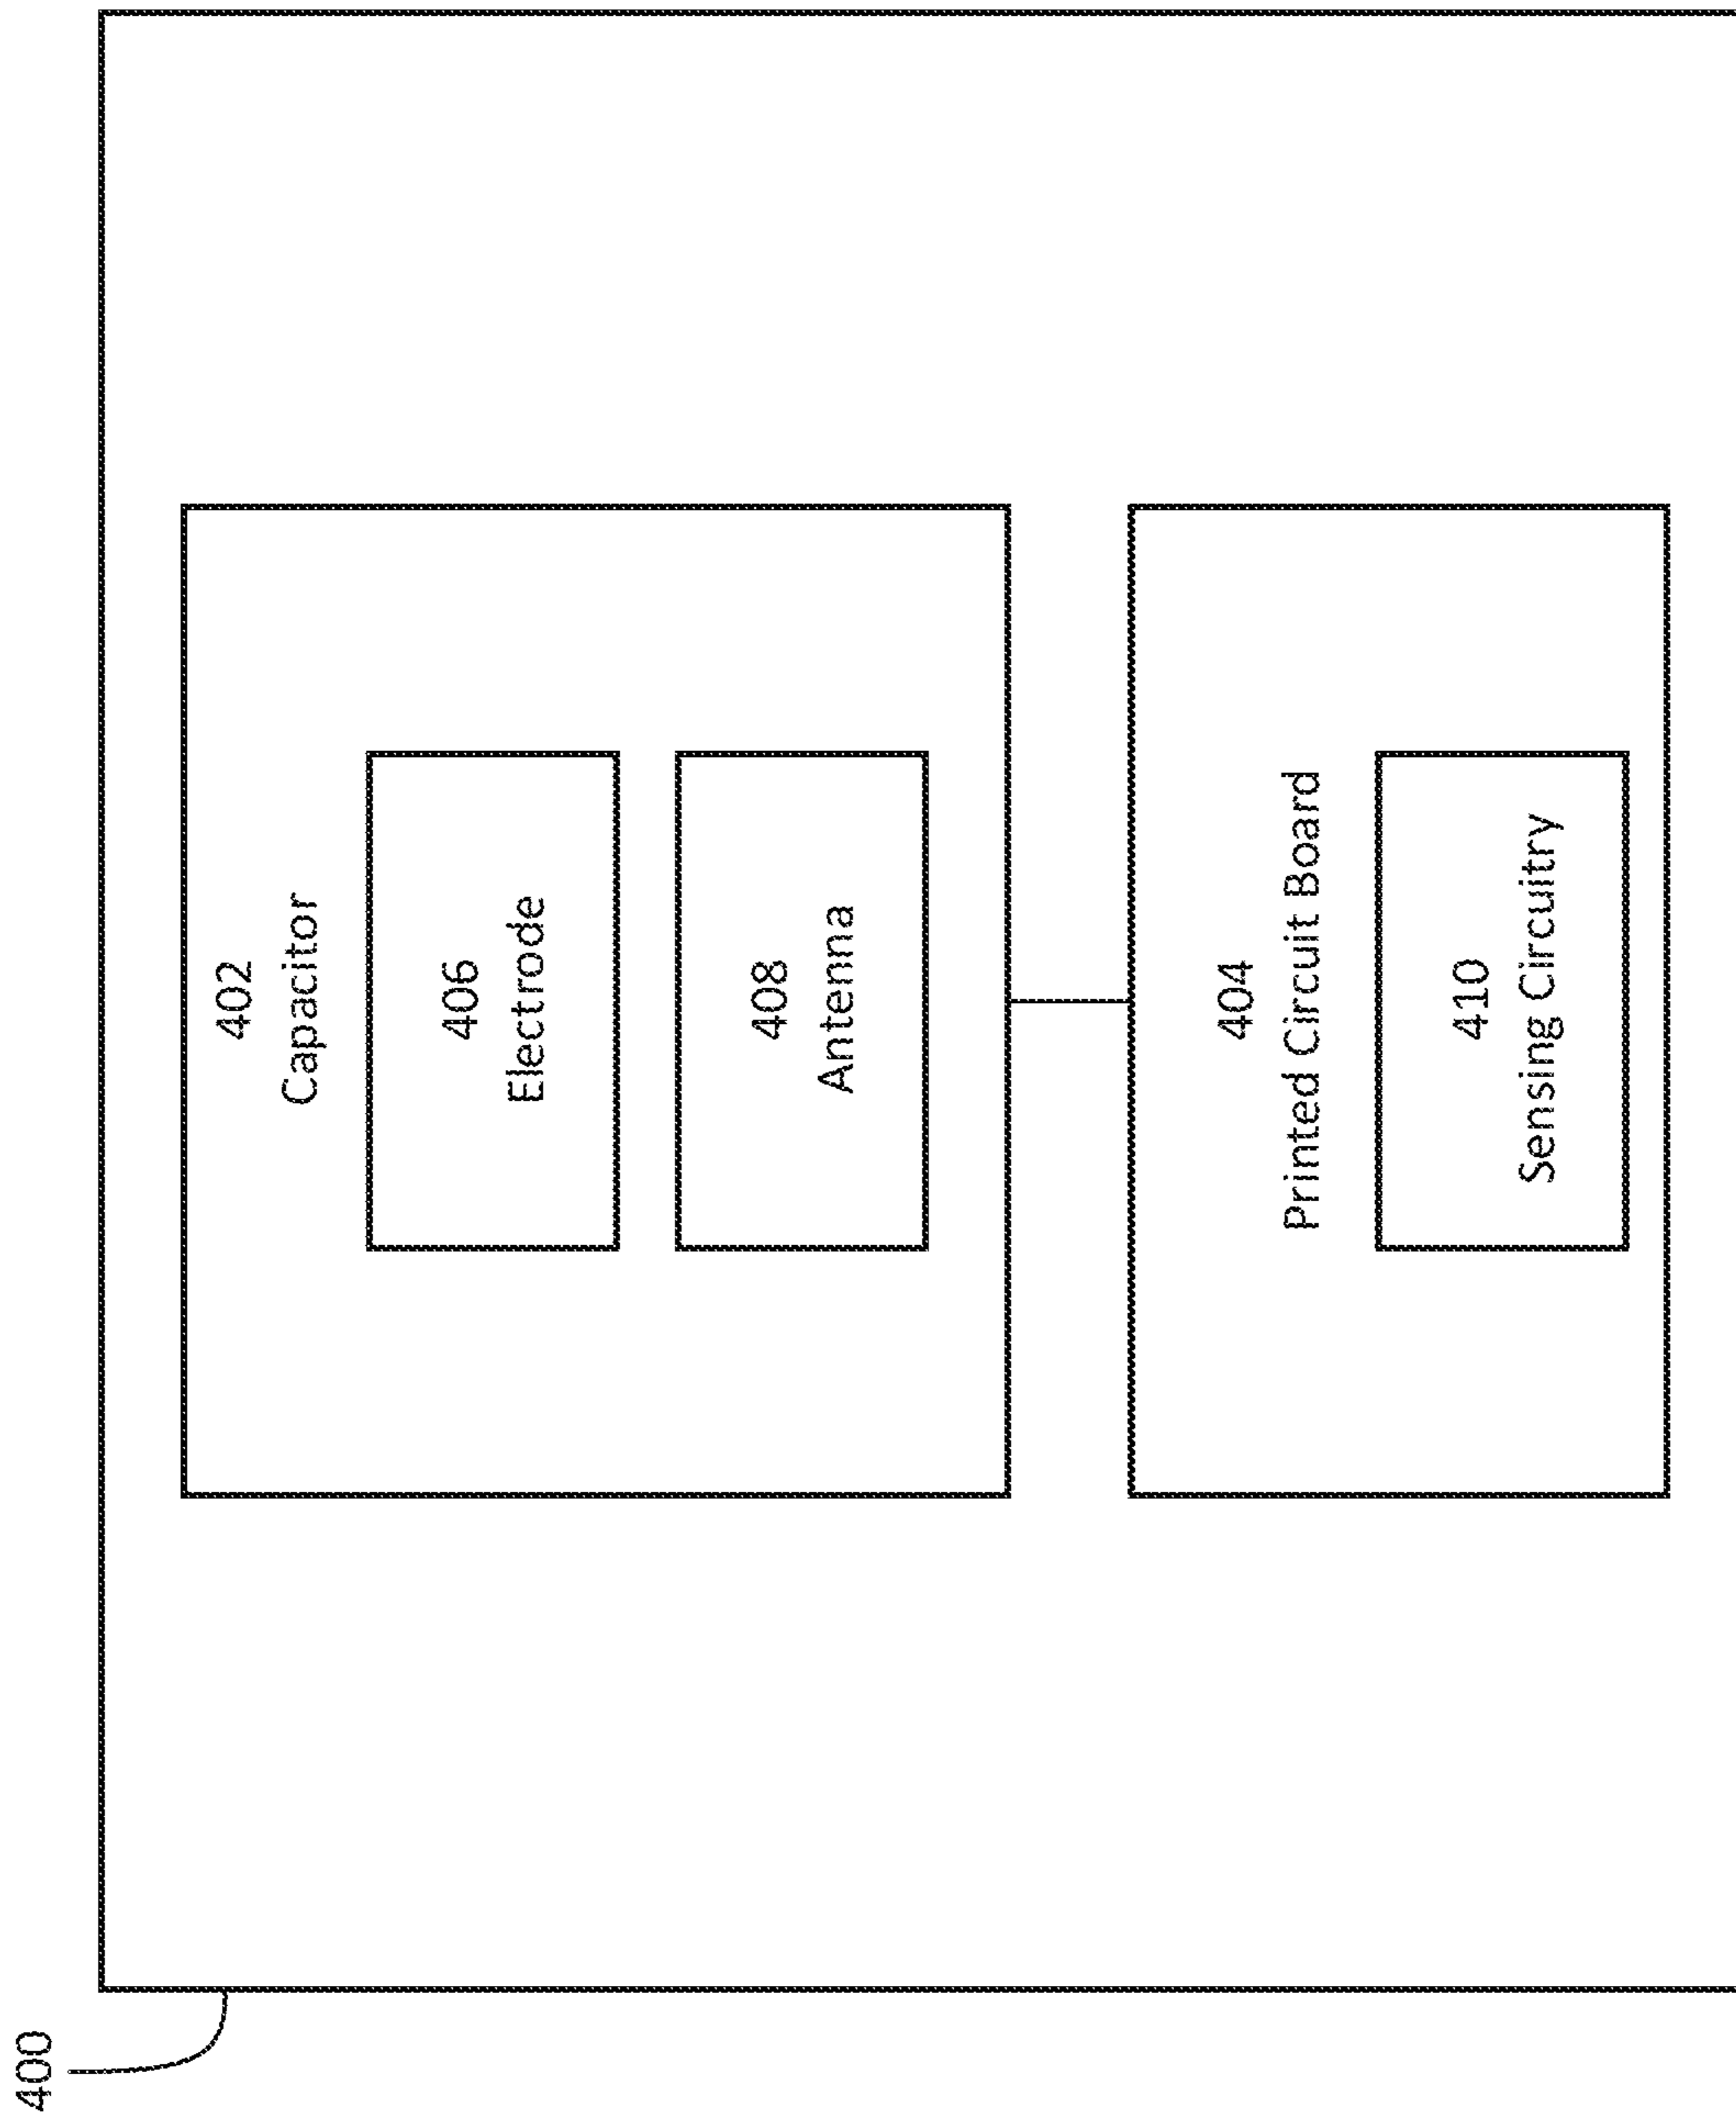 400
402
Capacitor
406
Electrode
408
Antenna
404
Printed Circuit Board
410
Sensing Circuitry